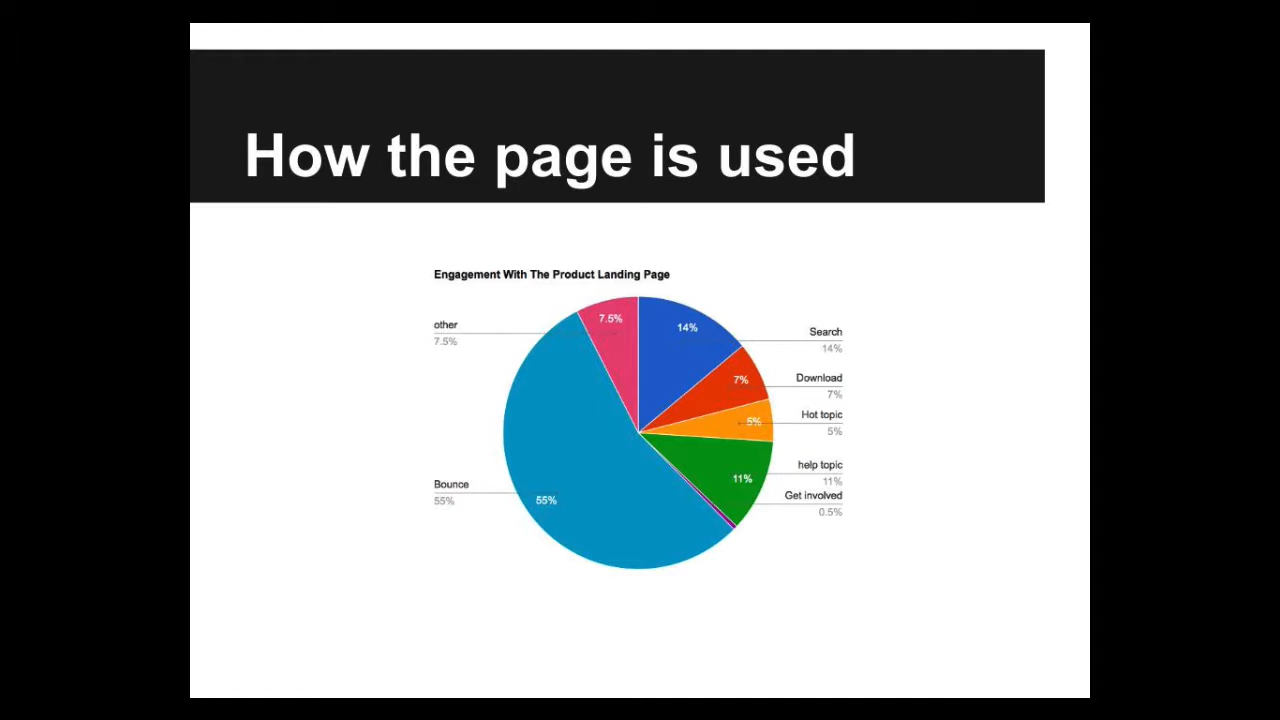 How the page is used
Engagement With The Product Landing Page
other
7.5%
Bounce
55%
7.5%
14%
7%
5%
11%
55%
Search
14%
Download
7%
Hot topic
5%
help topic
11%
Get involved
0.5%